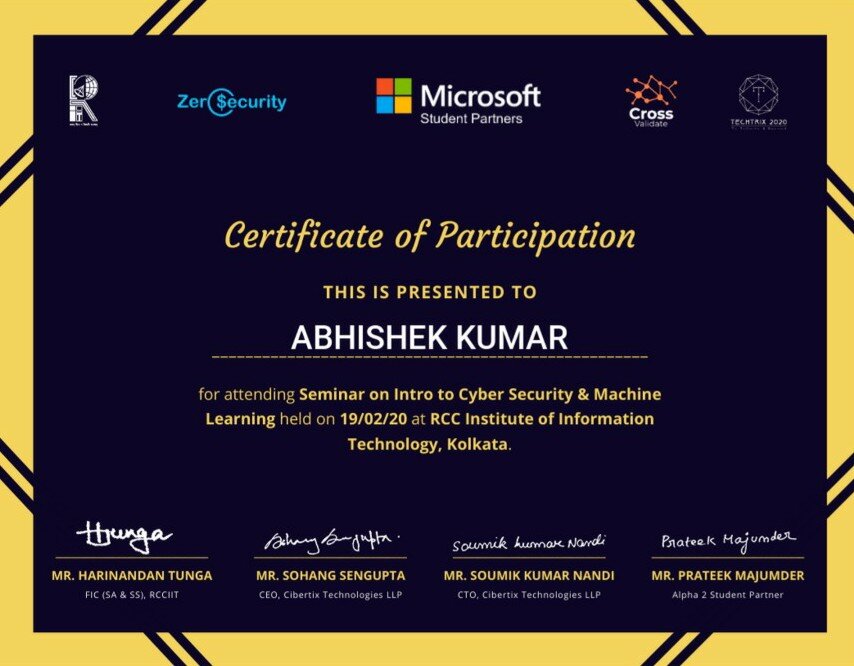 Zer$ecurity
Microsoft
Student Partners
Cross
Validate
TECHTRIX 2020
Certificate of Participation
THIS IS PRESENTED TO
ABHISHEK KUMAR
for attending Seminar on Intro to Cyber Security & Machine
Learning held on 19/02/20 at RCC Institute of Information
Technology, Kolkata.
Htunga
Sohang Sengupta.
Soumik Kumar Nandi
Prateek Majumder
MR. HARINANDAN TUNGA
MR. SOHANG SENGUPTA
MR. SOUMIK KUMAR NANDI
MR. PRATEEK MAJUMDER
FIC (SA & SS), RCCIIT
CEO, Cibertix Technologies LLP
CTO, Cibertix Technologies LLP
Alpha 2 Student Partner